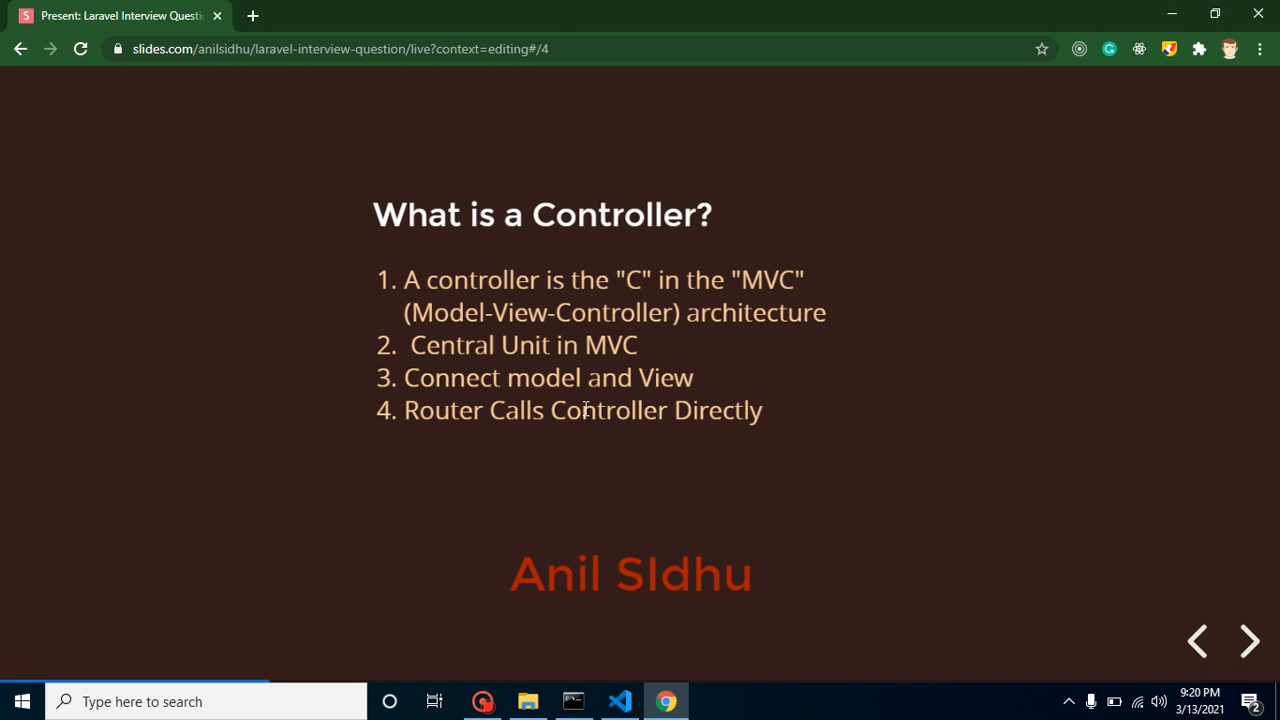 Present: Laravel Interview Questi
slides.com/anilsidhu/laravel-interview-question/live?context=editing#/4
What is a Controller?
1. A controller is the "C" in the "MVC"
(Model-View-Controller) architecture
2. Central Unit in MVC
3. Connect model and View
4. Router Calls Controller Directly
Anil SIdhu
Type here to search
9:20 PM
3/13/2021
2